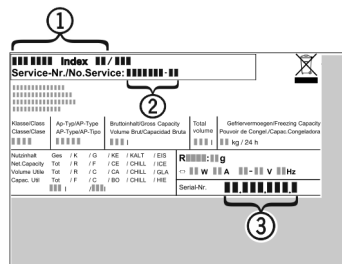 1
Index /
Service-Nr./No.Service: -
2
Klasse/Class Ap-Typ/AP-Type Bruttoinhalt/Gross Capacity Total Gefriervermoegen/Freezing Capacity
Classe/Clase AP-Typ/AP-Tipo Volume Brut/Capacidad Bruta volume Pouvoir de Congel./Capac.Congeladora
l l kg / 24 h
Nutzinhalt Ges / K / G / KE / KALT / EIS
Net Capacity Tot / R / F / CE / CHILL / ICE
Volume Utile Tot / R / C / CA / CHILL / GLA
Capac. Util Tot / F / C / BO / CHILL / HIE
l / l
R : g
W A - V Hz
Serial-Nr. . . .
3